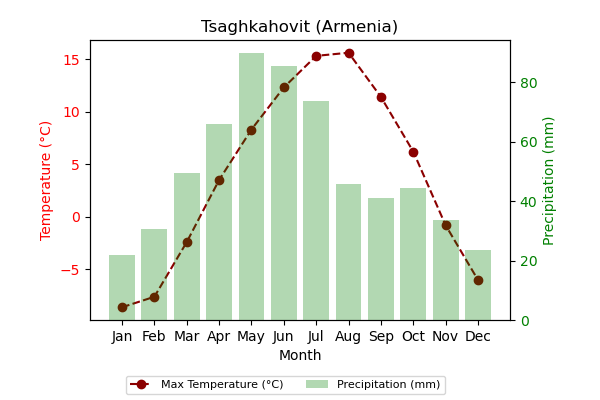 Tsaghkahovit (Armenia)
15
10
5
0
−5
Temperature (°C)
80
60
40
20
0
Precipitation (mm)
Jan Feb Mar Apr May Jun Jul Aug Sep Oct Nov Dec
Month
Max Temperature (°C) Precipitation (mm)